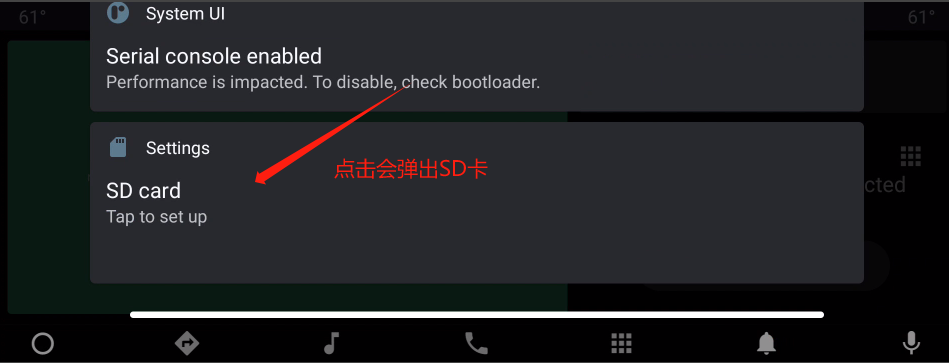 61°
61°
System UI
Serial console enabled
Performance is impacted. To disable, check bootloader.
Settings
点击会弹出SD卡
SD card
cted
Tap to set up